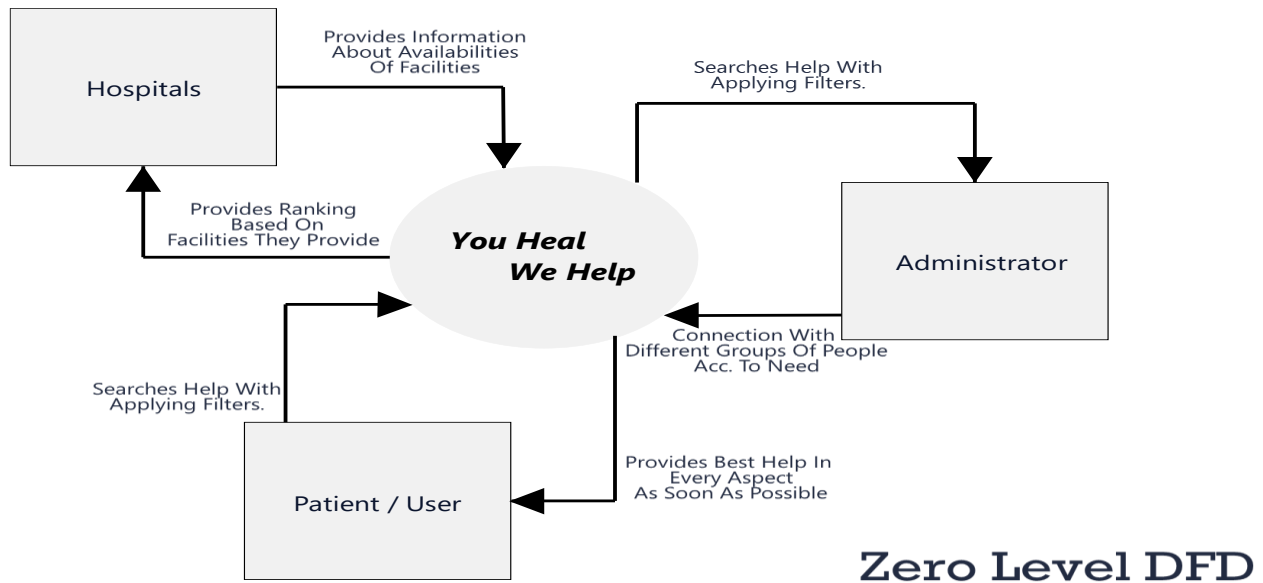 Hospitals
Provides Information
About Availabilities
Of Facilities
Searches Help With
Applying Filters.
Provides Ranking
Based On
Facilities They Provide
You Heal
We Help
Administrator
Connection With
Different Groups Of People
Acc. To Need
Searches Help With
Applying Filters.
Patient / User
Provides Best Help In
Every Aspect
As Soon As Possible
Zero Level DFD